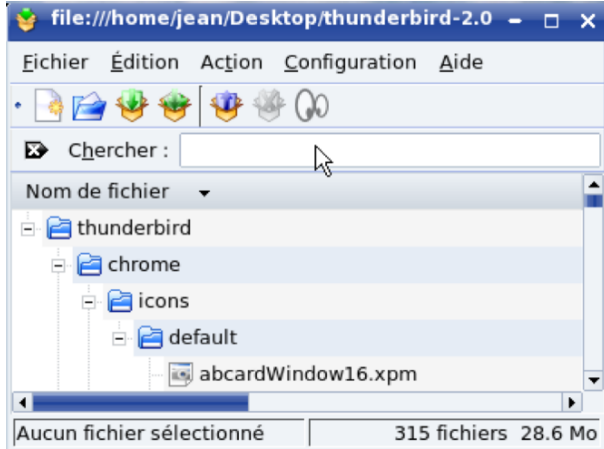 file:///home/jean/Desktop/thunderbird-2.0
Fichier Édition Action Configuration Aide
Chercher :
Nom de fichier
thunderbird
chrome
icons
default
abcardWindow16.xpm
Aucun fichier sélectionné 315 fichiers 28.6 Mo